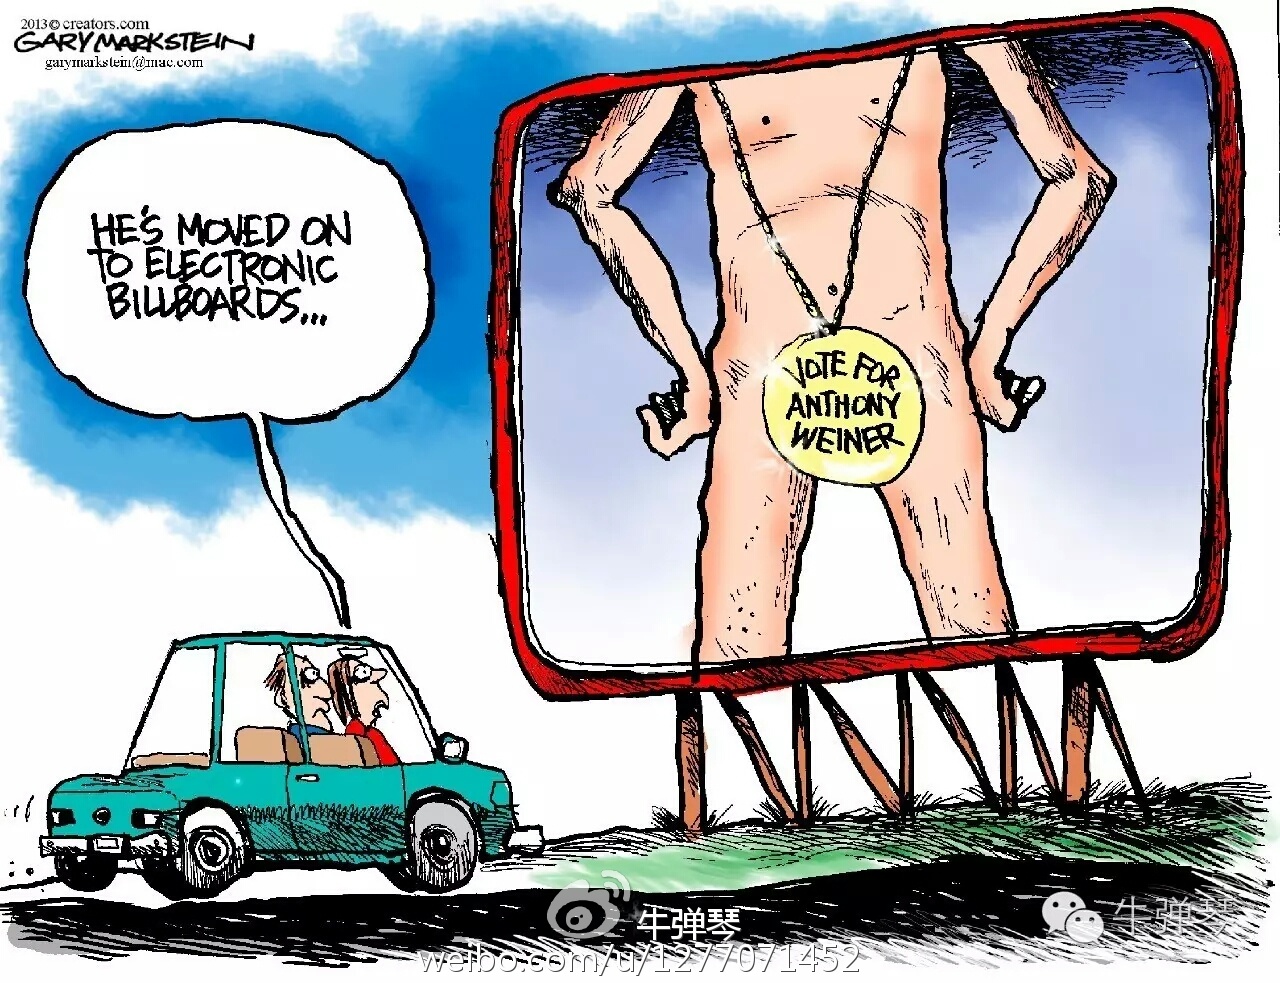 2013© creators.com
GARY MARKSTEIN
garymarkstein@mac.com
HE'S MOVED ON
TO ELECTRONIC
BILLBOARDS...
VOTE FOR
ANTHONY
WEINER
牛弹琴
牛弹琴
weibo.com/u/1277071452